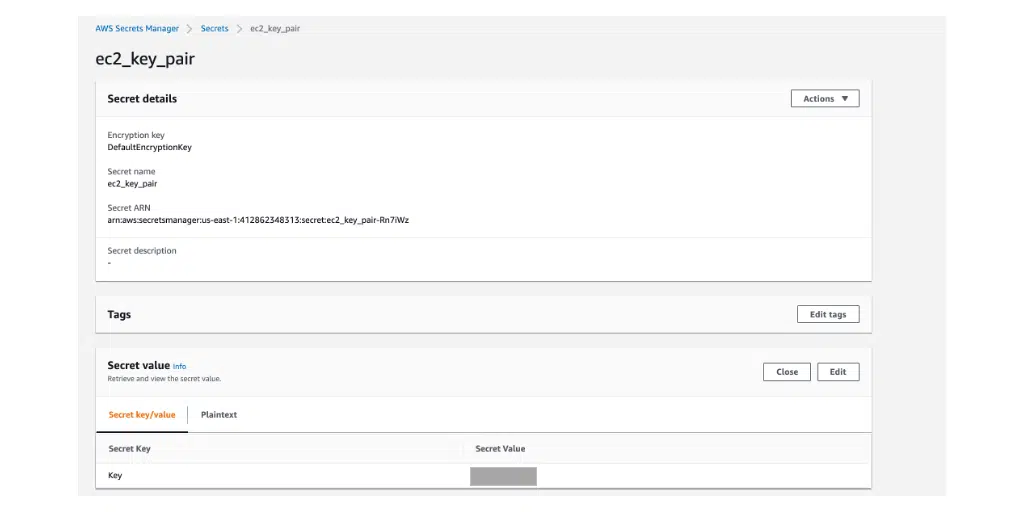 AWS Secrets Manager > Secrets > ec2_key_pair
ec2_key_pair
Secret details
Actions ▼
Encryption key
DefaultEncryptionKey
Secret name
ec2_key_pair
Secret ARN
arn:aws:secretsmanager:us-east-1:412862348313:secret:ec2_key_pair-Rn7iWz
Secret description
-
Tags
Edit tags
Secret value Info
Retrieve and view the secret value.
Close Edit
Secret key/value Plaintext
Secret Key Secret Value
Key